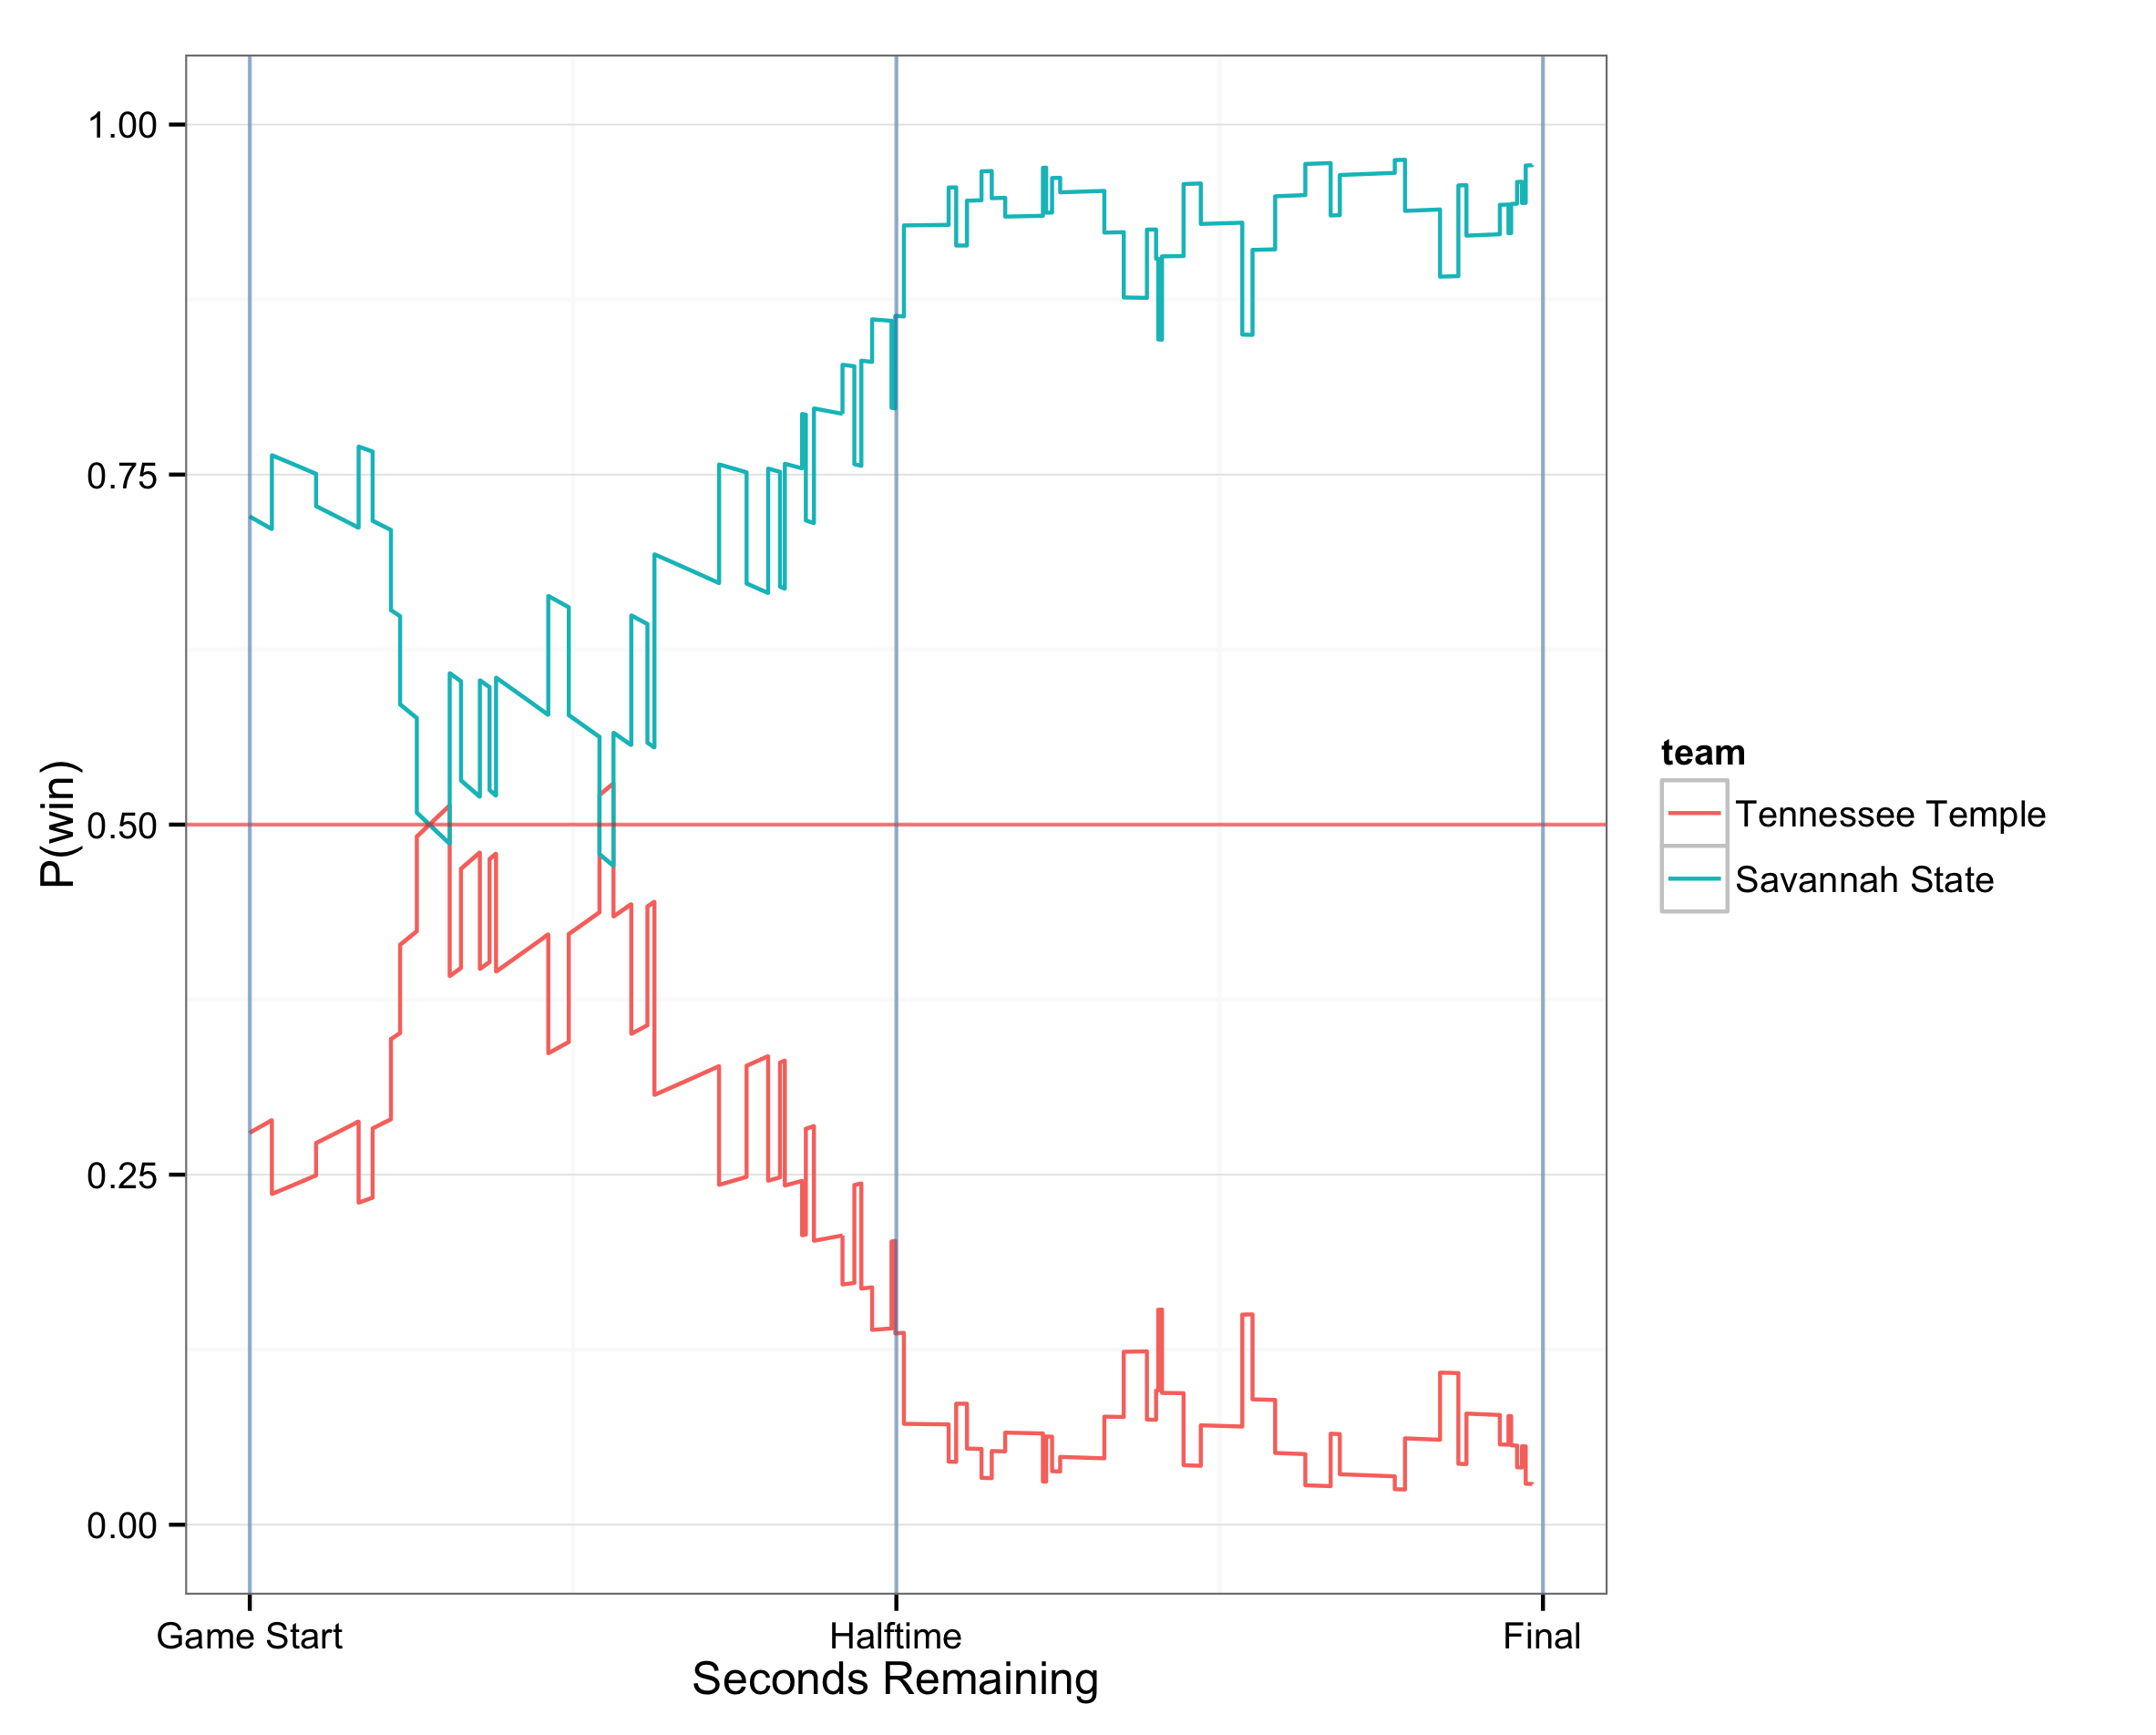 1.00
0.75
0.50
0.25
0.00
P(win)
Game Start
Halftime
Final
Seconds Remaining
team
Tennessee Temple
Savannah State